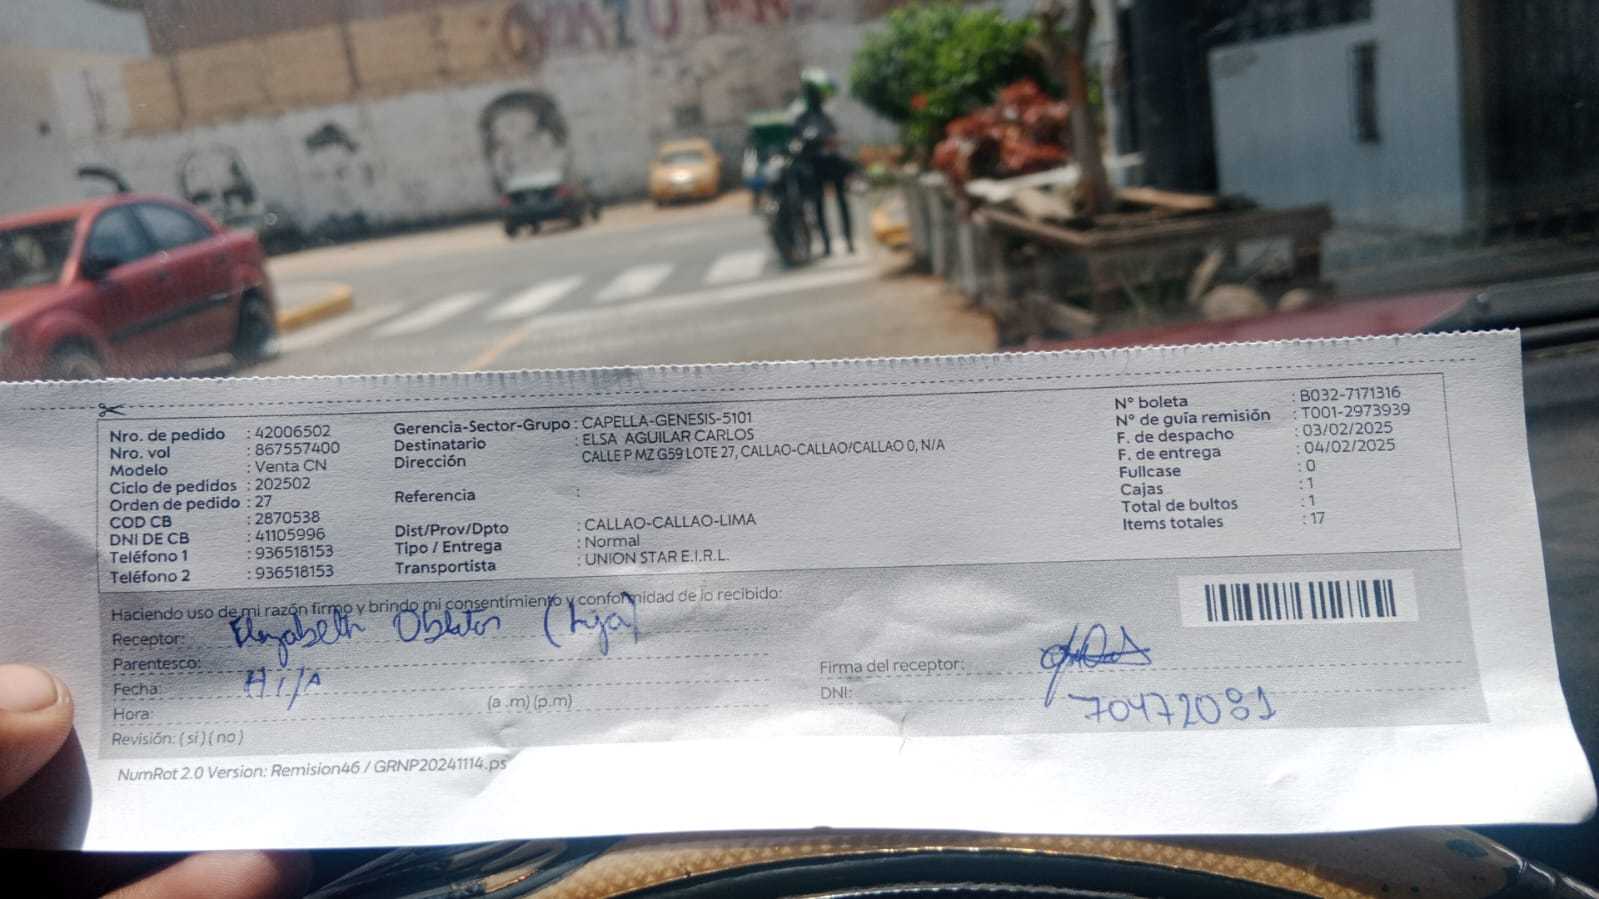 Nro. de pedido : 42006502
Nro. vol : 867557400
Modelo : Venta CN
Ciclo de pedidos : 202502
Orden de pedido : 27
COD CB : 2870538
DNI DE CB : 41105996
Teléfono 1 : 936518153
Teléfono 2 : 936518153
Gerencia-Sector-Grupo : CAPELLA-GENESIS-5101
Destinatario : ELSA AGUILAR CARLOS
Dirección : CALLE P MZ G59 LOTE 27, CALLAO-CALLAO/CALLAO 0, N/A
Referencia :
Dist/Prov/Dpto : CALLAO-CALLAO-LIMA
Tipo / Entrega : Normal
Transportista : UNION STAR E.I.R.L.
N° boleta : B032-7171316
N° de guía remisión : T001-2973939
F. de despacho : 03/02/2025
F. de entrega : 04/02/2025
Fullcase : 0
Cajas : 1
Total de bultos : 1
Items totales : 17
Haciendo uso de mi razón firmo y brindo mi consentimiento y conformidad de lo recibido:
Receptor: Elizabeth (hija)
Parentesco:
Fecha:
Hora: (a .m) (p.m)
Revisión: ( si ) ( no )
Firma del receptor:
DNI: 70472081
NumRot 2.0 Version: Remision46 / GRNP20241114.ps